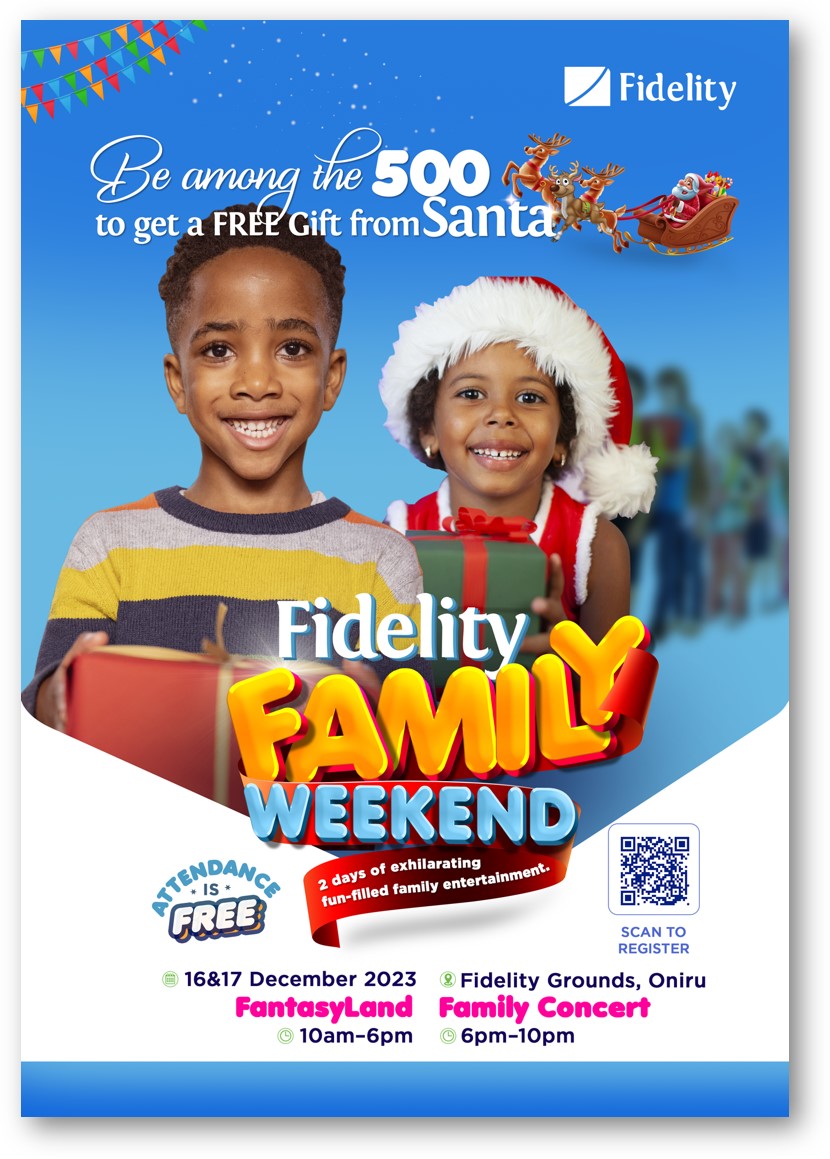 Fidelity
Be among the 500
to get a FREE Gift from Santa
Fidelity
FAMILY
WEEKEND
2 days of exhilarating
fun-filled family entertainment.
ATTENDANCE
IS
FREE
SCAN TO
REGISTER
16&17 December 2023
Fidelity Grounds, Oniru
FantasyLand
Family Concert
10am–6pm
6pm–10pm